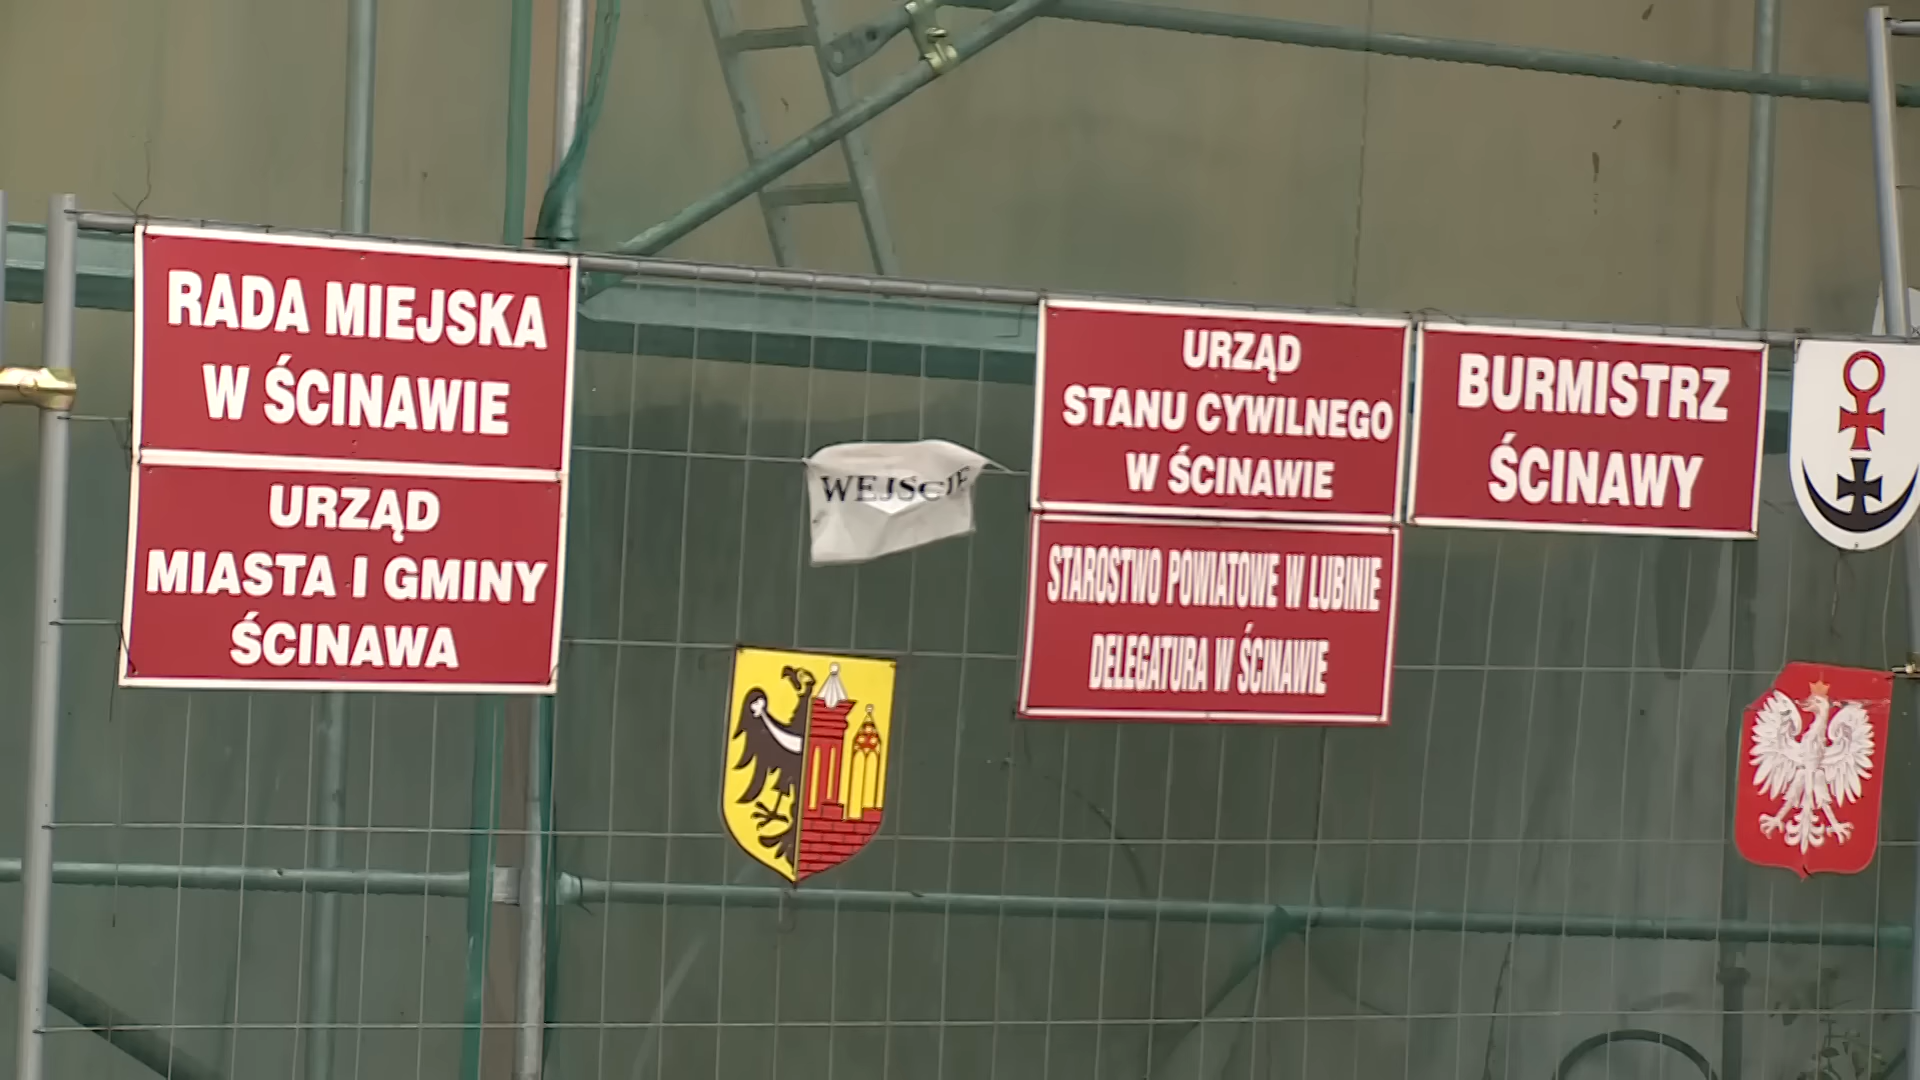 RADA MIEJSKA
W ŚCINAWIE
URZĄD
MIASTA I GMINY
ŚCINAWA
WEJŚCIE
URZĄD
STANU CYWILNEGO
W ŚCINAWIE
STAROSTWO POWIATOWE W LUBINIE
DELEGATURA W ŚCINAWIE
BURMISTRZ
ŚCINAWY